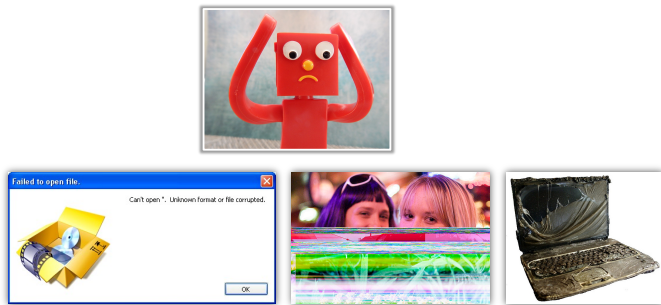 Failed to open file.
Can't open ''. Unknown format or file corrupted.
OK